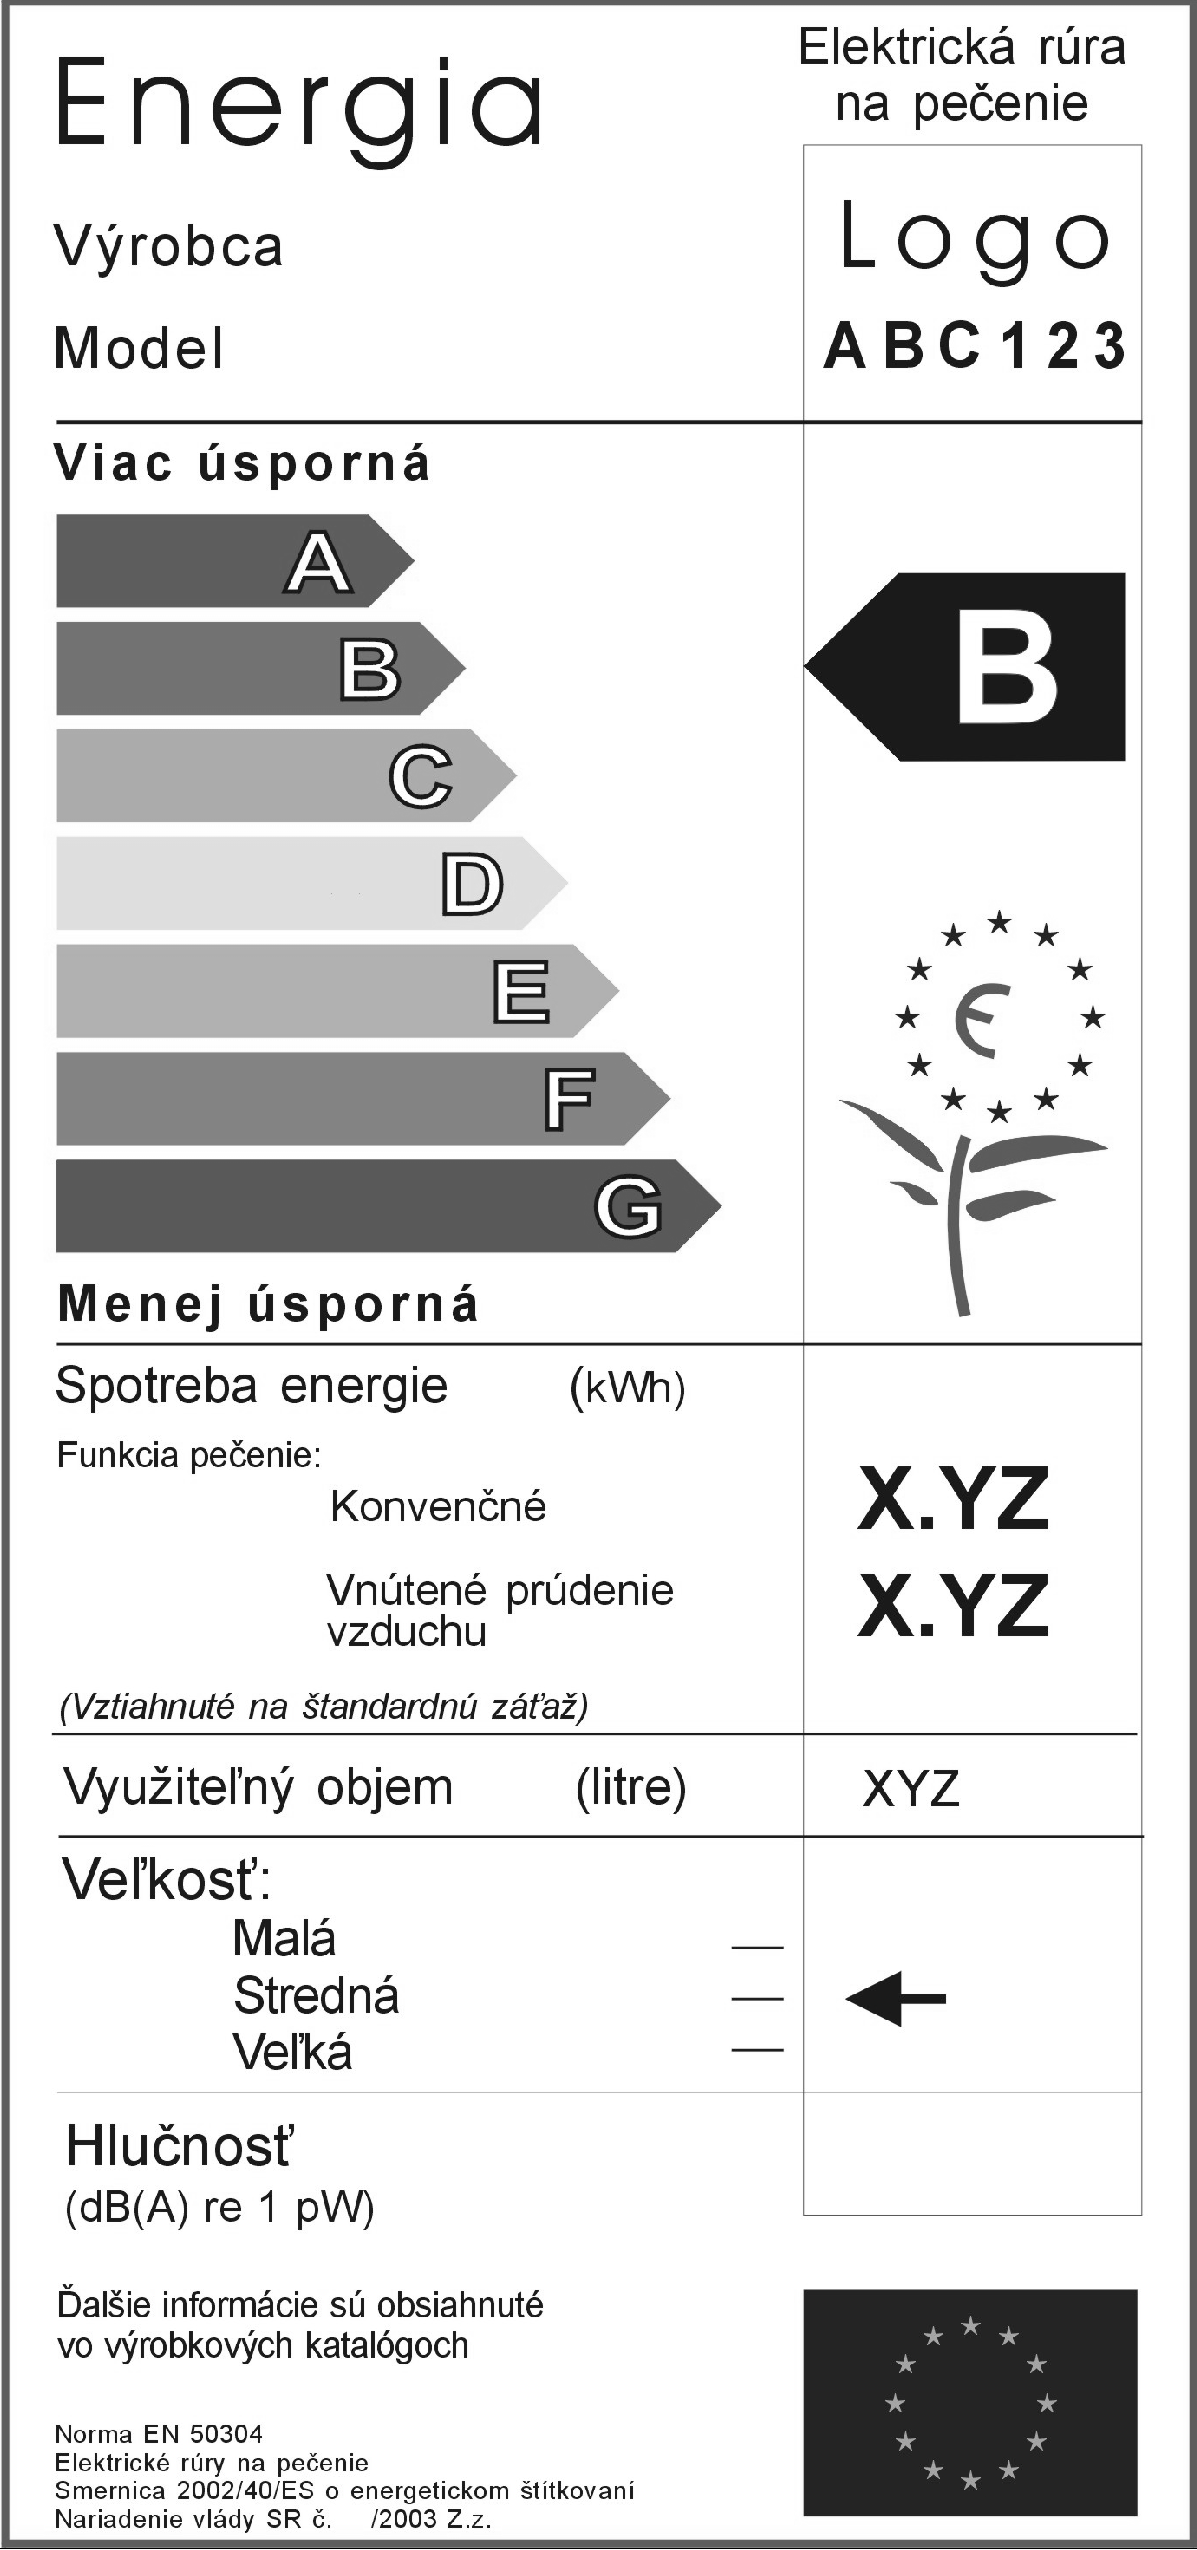 Energia
Elektrická rúra
na pečenie
Výrobca
Logo
Model
ABC123
Viac úsporná
A
B
B
C
D
E
F
G
Menej úsporná
Spotreba energie (kWh)
Funkcia pečenie:
Konvenčné X.YZ
Vnútené prúdenie
vzduchu X.YZ
(Vztiahnuté na štandardnú záťaž)
Využiteľný objem (litre) XYZ
Veľkosť:
Malá —
Stredná —
Veľká —
Hlučnosť
(dB(A) re 1 pW)
Ďalšie informácie sú obsiahnuté
vo výrobkových katalógoch
Norma EN 50304
Elektrické rúry na pečenie
Smernica 2002/40/ES o energetickom štítkovaní
Nariadenie vlády SR č. /2003 Z.z.